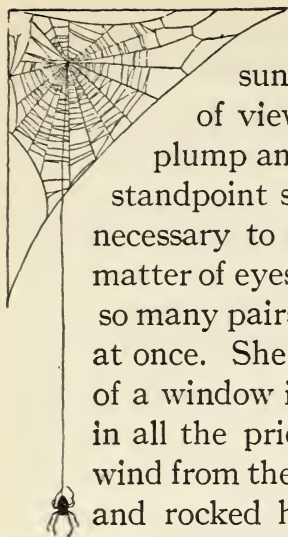 sun
of view
plump an
standpoint s
necessary to
matter of eyes
so many pairs
at once. She
of a window i
in all the prid
wind from the
and rocked h